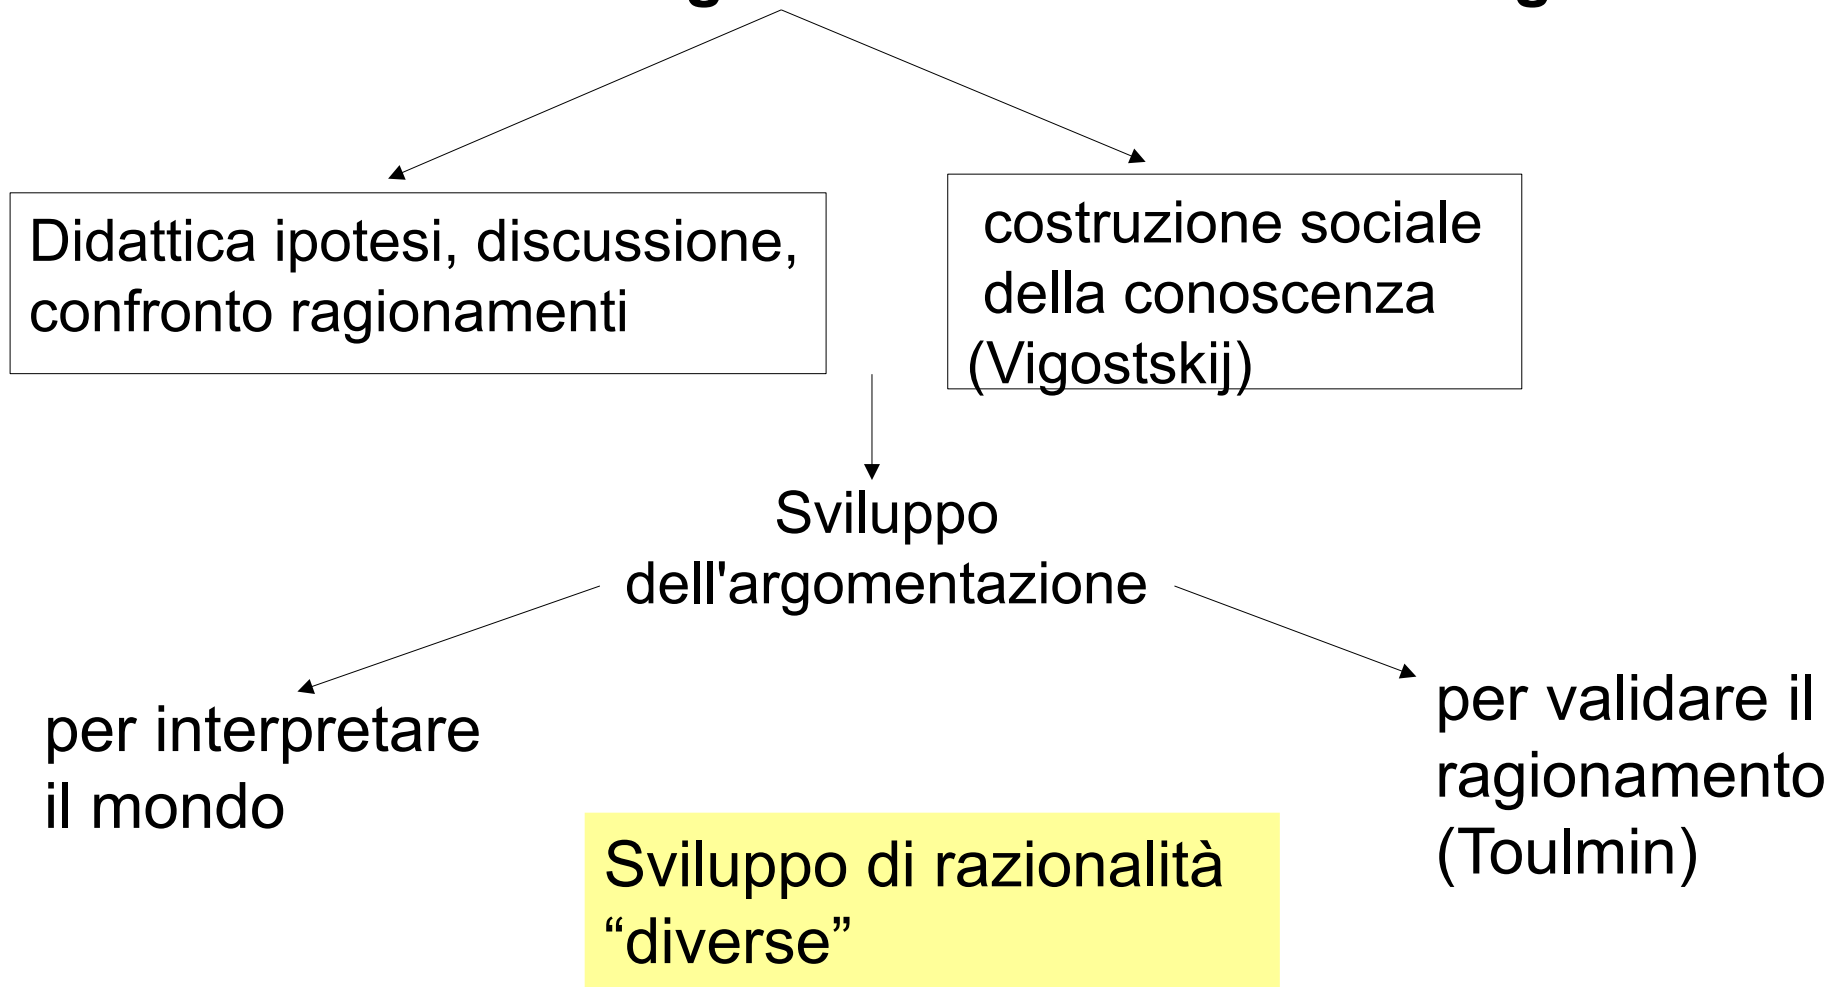 Didattica ipotesi, discussione,
confronto ragionamenti
costruzione sociale
della conoscenza
(Vigostskij)
Sviluppo
dell'argomentazione
per interpretare
il mondo
per validare il
ragionamento
(Toulmin)
Sviluppo di razionalità
“diverse”